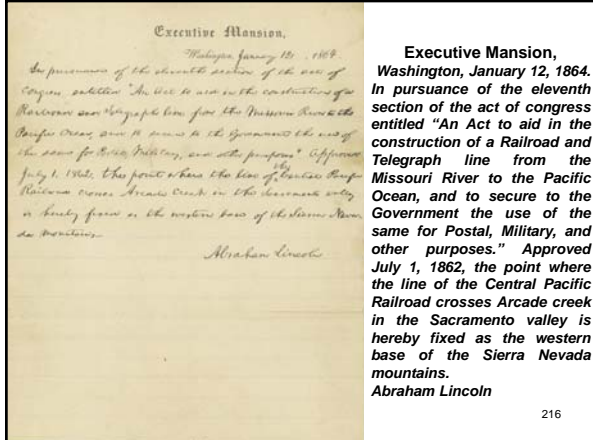 Executive Mansion,
Washington, January 12, 1864.
In pursuance of the eleventh section of the act of
Congress entitled "An Act to aid in the construction of a
Railroad and Telegraph line from the Missouri River to the
Pacific Ocean, and to secure to the Government the use of
the same for Postal, Military, and other purposes" Approved
July 1, 1862, the point where the line of the Central Pacific
Railroad crosses Arcade Creek in the Sacramento valley
is hereby fixed as the western base of the Sierra Neva-
da mountains.
Abraham Lincoln
Executive Mansion,
Washington, January 12, 1864.
In pursuance of the eleventh
section of the act of congress
entitled “An Act to aid in the
construction of a Railroad and
Telegraph line from the
Missouri River to the Pacific
Ocean, and to secure to the
Government the use of the
same for Postal, Military, and
other purposes.” Approved
July 1, 1862, the point where
the line of the Central Pacific
Railroad crosses Arcade creek
in the Sacramento valley is
hereby fixed as the western
base of the Sierra Nevada
mountains.
Abraham Lincoln
216